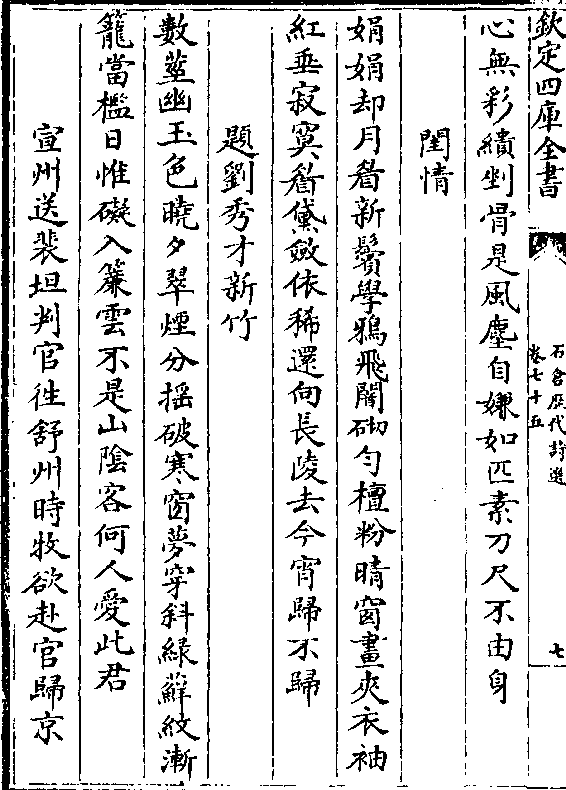 欽定四庫全書
石倉歷代詩選
卷七十五
七
心無彩繢剉骨是風塵自嫌如匹素刀尺不由身
閨情
娟娟却月眉新鬢學鴉飛闇砌勻檀粉晴窗畫夾衣袖
紅垂寂寞眉黛斂依稀還向長陵去今宵歸不歸
題劉秀才新竹
數莖幽玉色曉夕翠煙分搖破寒窗夢穿科綠蘚紋漸
籠當檻日惟礙入簾雲不是山陰客何人愛此君
宣州送裴坦判官往舒州時牧欲赴官歸京